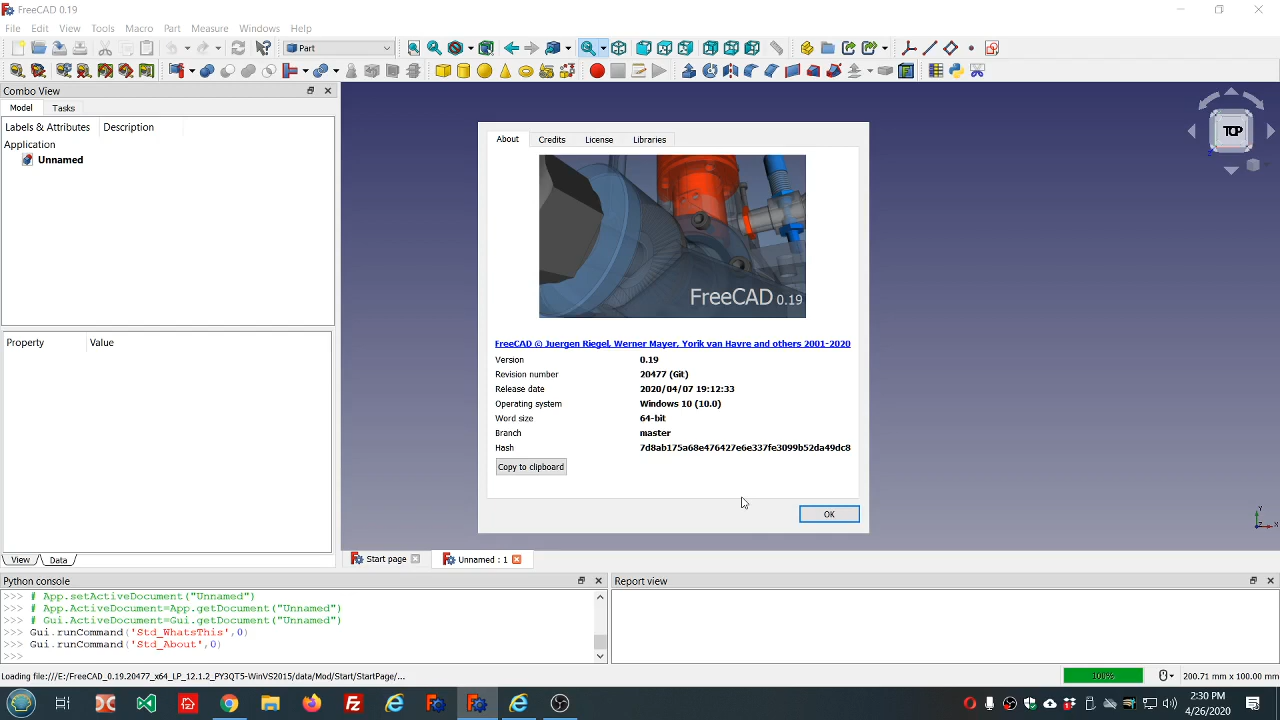 FreeCAD 0.19
File Edit View Tools Macro Part Measure Windows Help
Part
Combo View
Model Tasks
Labels & Attributes Description
Application
Unnamed
Property Value
View Data
TOP
About Credits License Libraries
FreeCAD 0.19
FreeCAD © Juergen Riegel, Werner Mayer, Yorik van Havre and others 2001-2020
Version 0.19
Revision number 20477 (Git)
Release date 2020/04/07 19:12:33
Operating system Windows 10 (10.0)
Word size 64-bit
Branch master
Hash 7d8ab175a68e476427e6e337fe3099b52da49dc8
Copy to clipboard
OK
Start page Unnamed : 1
Python console
>>> # App.setActiveDocument("Unnamed")
>>> # App.ActiveDocument=App.getDocument("Unnamed")
>>> # Gui.ActiveDocument=Gui.getDocument("Unnamed")
>>> Gui.runCommand('Std_WhatsThis',0)
>>> Gui.runCommand('Std_About',0)
>>>
Report view
Loading file:///E:/FreeCAD_0.19.20477_x64_LP_12.1.2_PY3QT5-WinVS2015/data/Mod/Start/StartPage/...
100%
200.71 mm x 100.00 mm
2:30 PM
4/26/2020